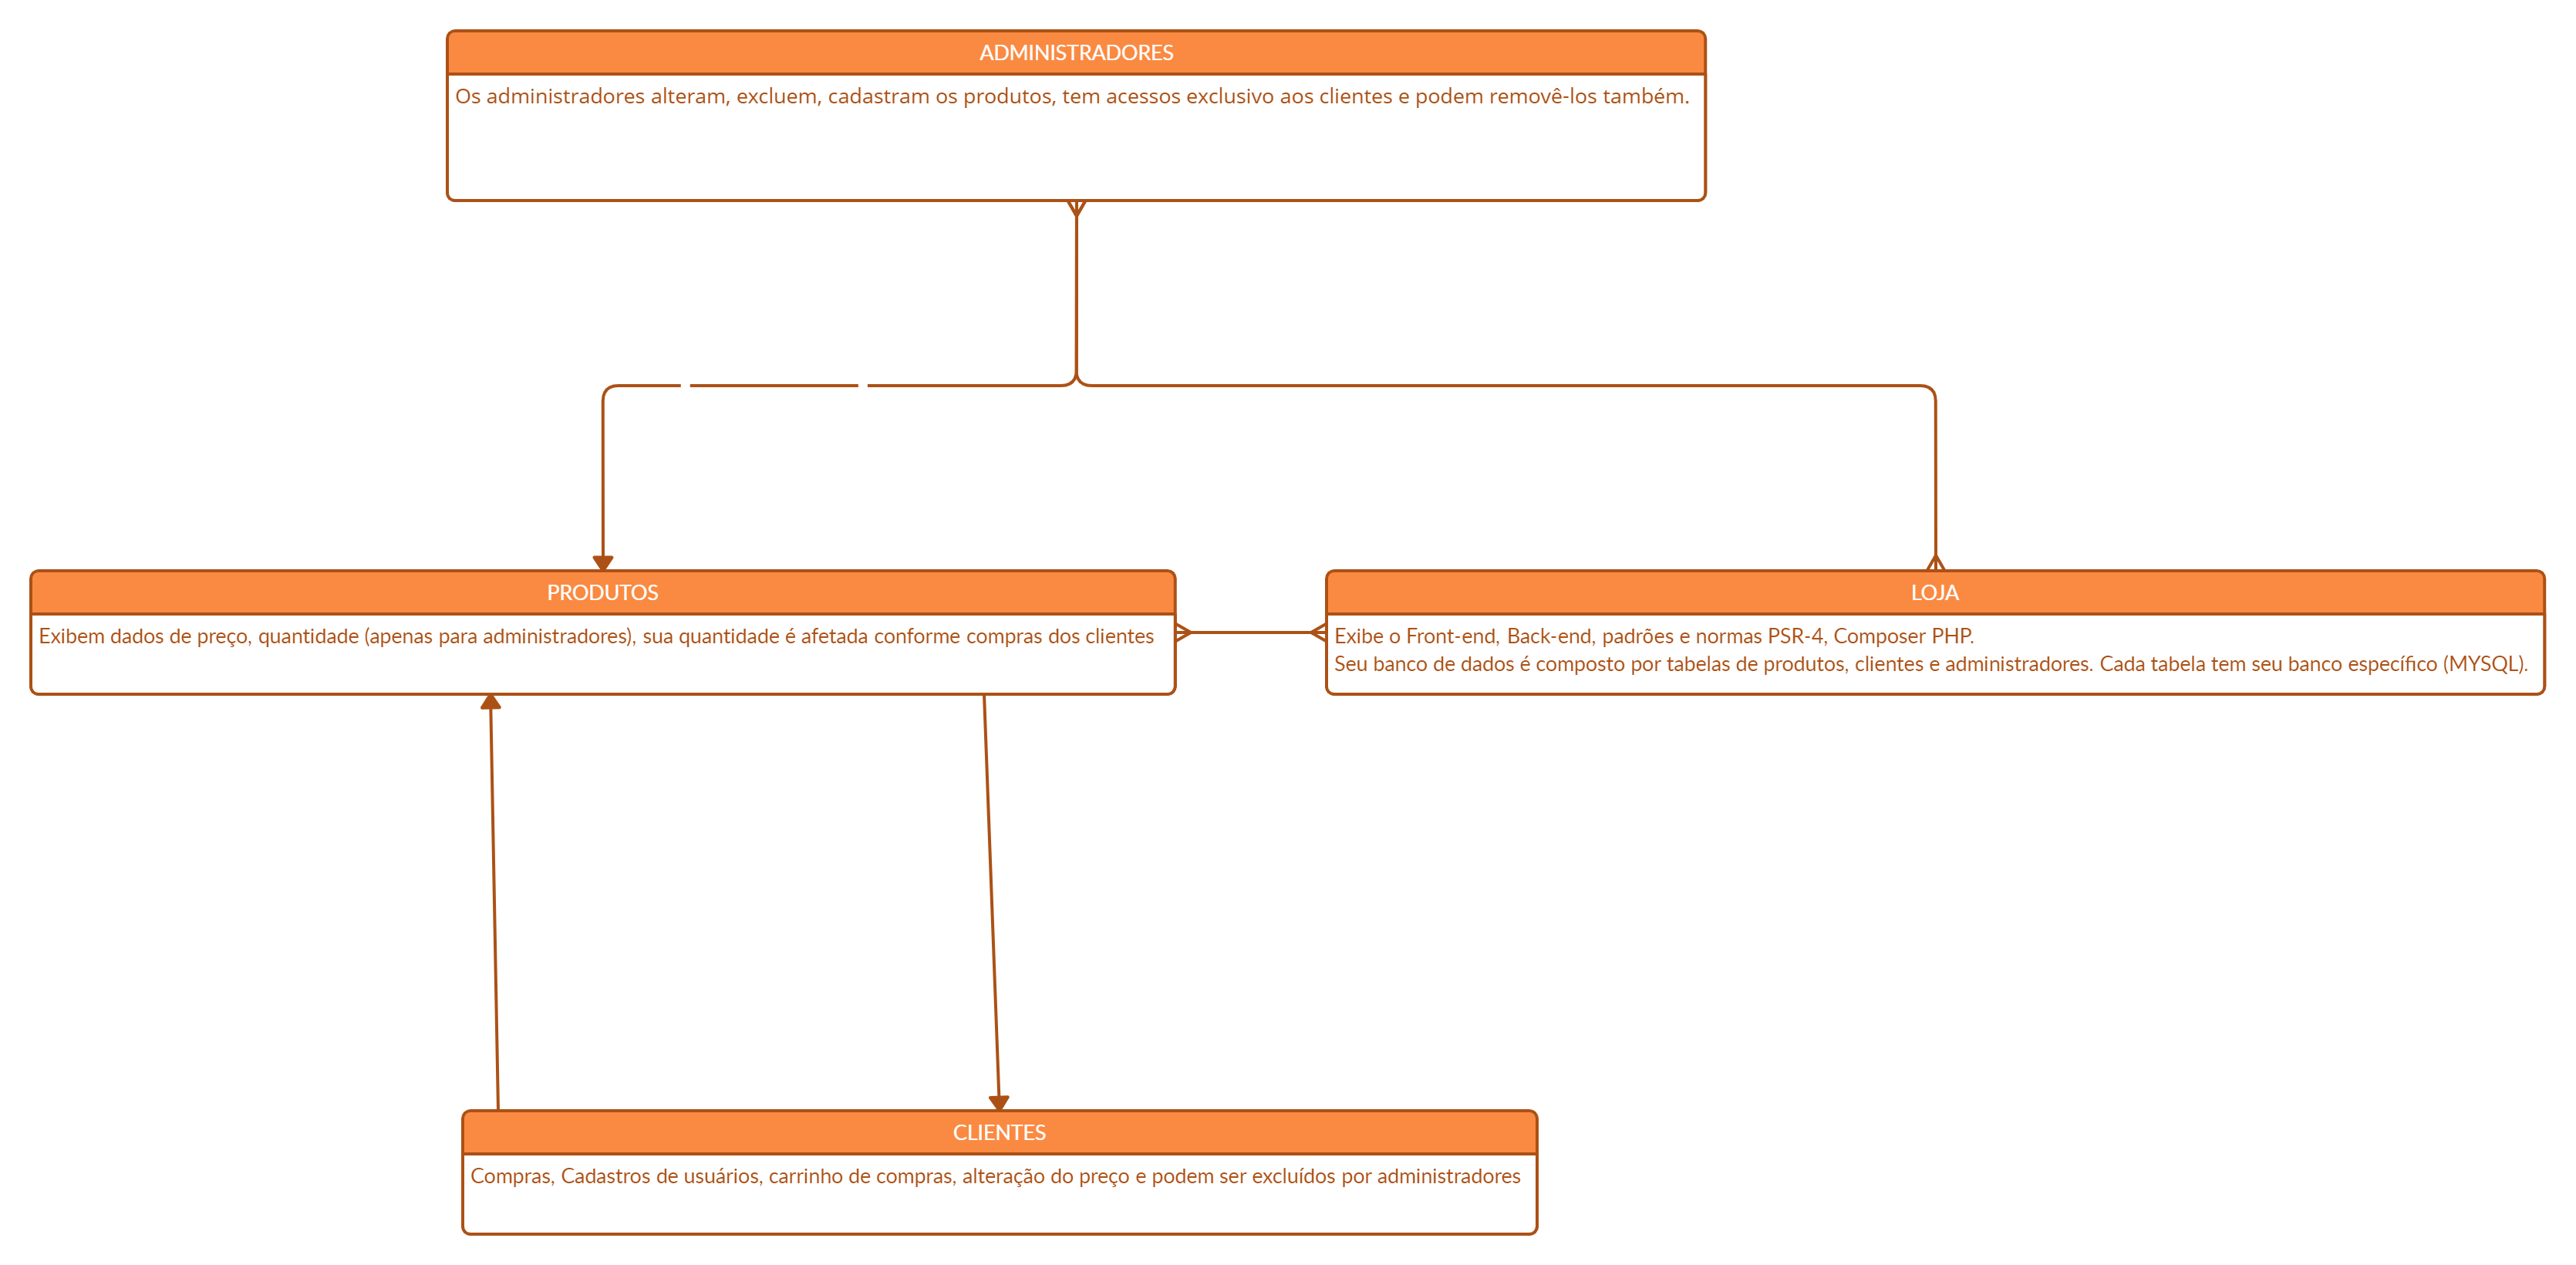 ADMINISTRADORES
Os administradores alteram, excluem, cadastram os produtos, tem acessos exclusivo aos clientes e podem removê-los também.
PRODUTOS
Exibem dados de preço, quantidade (apenas para administradores), sua quantidade é afetada conforme compras dos clientes
LOJA
Exibe o Front-end, Back-end, padrões e normas PSR-4, Composer PHP.
Seu banco de dados é composto por tabelas de produtos, clientes e administradores. Cada tabela tem seu banco específico (MYSQL).
CLIENTES
Compras, Cadastros de usuários, carrinho de compras, alteração do preço e podem ser excluídos por administradores